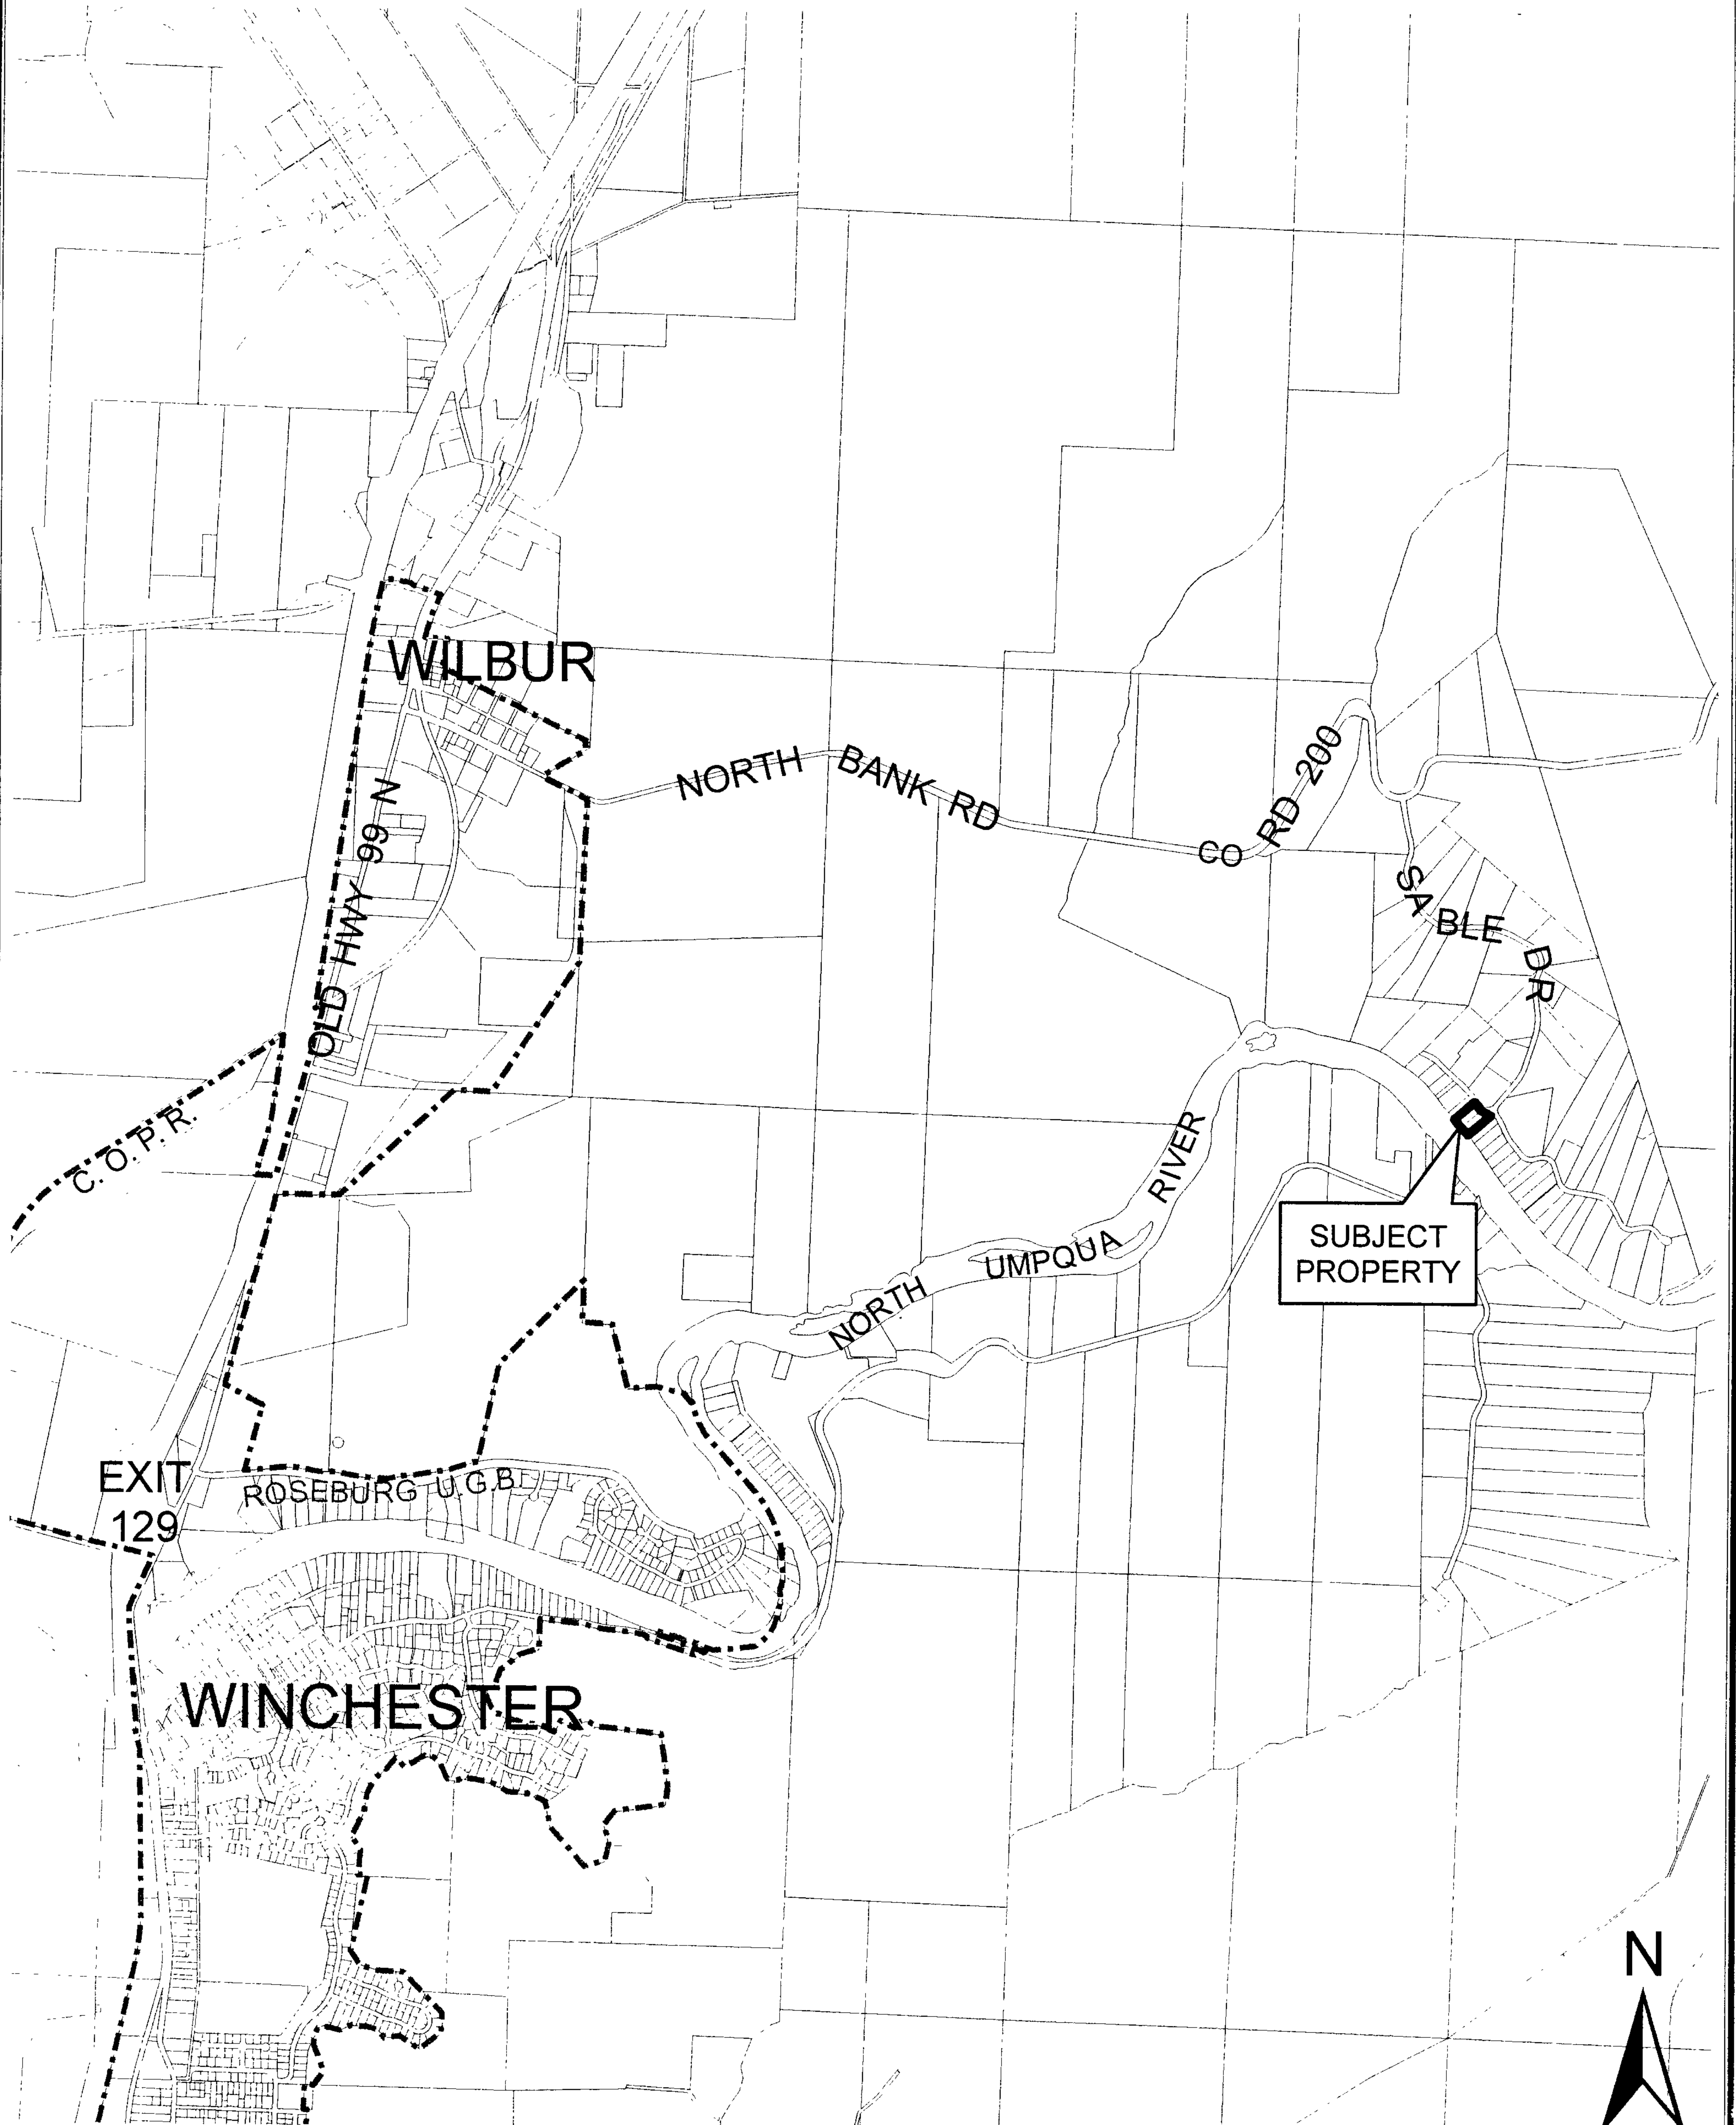 WILBUR
NORTH BANK RD
CO RD 200
SABLE DR
OLD HWY 99 N
C. O. P. R.
NORTH UMPQUA RIVER
SUBJECT
PROPERTY
EXIT
129
ROSEBURG U.G.B.
WINCHESTER
N